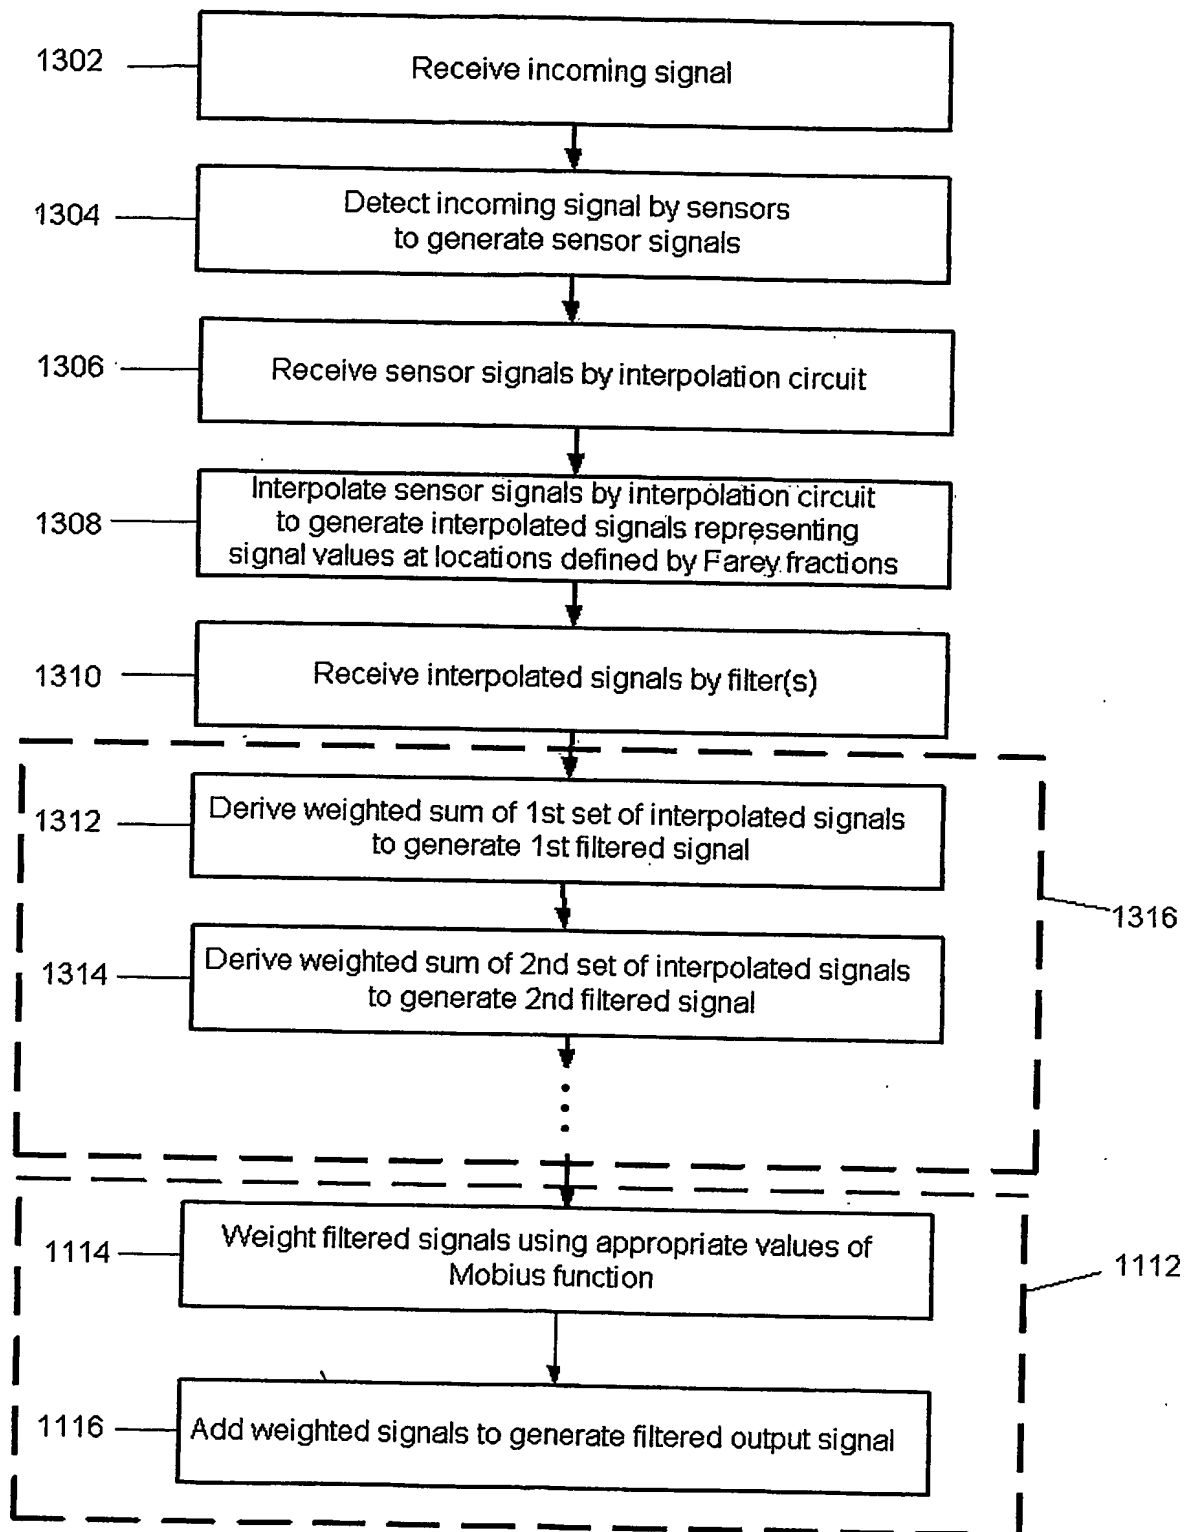 1302
Receive incoming signal
1304
Detect incoming signal by sensors
to generate sensor signals
1306
Receive sensor signals by interpolation circuit
1308
Interpolate sensor signals by interpolation circuit
to generate interpolated signals representing
signal values at locations defined by Farey fractions
1310
Receive interpolated signals by filter(s)
1312
Derive weighted sum of 1st set of interpolated signals
to generate 1st filtered signal
1316
1314
Derive weighted sum of 2nd set of interpolated signals
to generate 2nd filtered signal
1114
Weight filtered signals using appropriate values of
Mobius function
1112
1116
Add weighted signals to generate filtered output signal